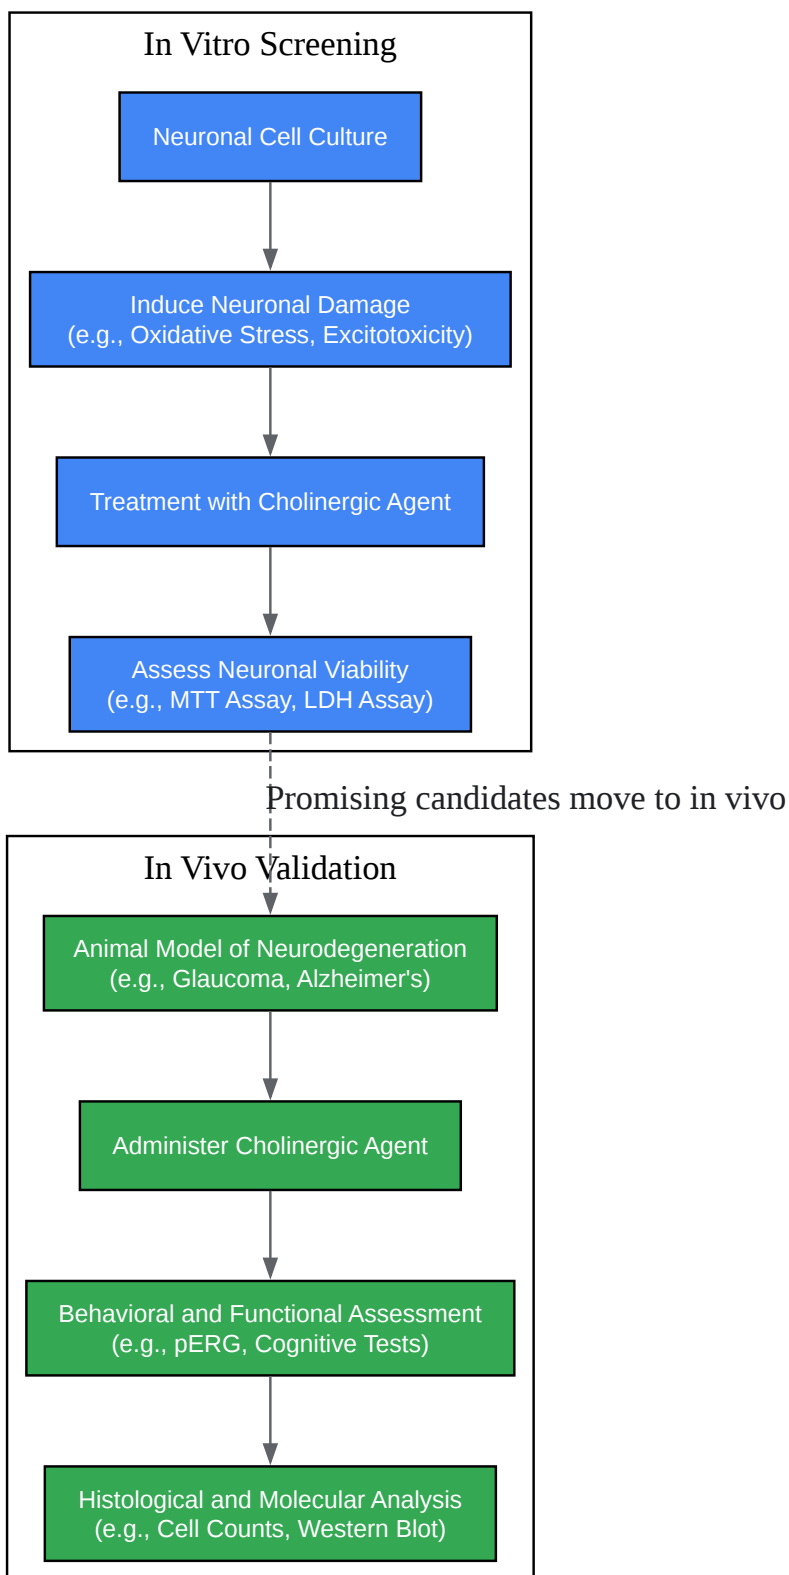 In Vitro Screening
Neuronal Cell Culture
Induce Neuronal Damage
(e.g., Oxidative Stress, Excitotoxicity)
Treatment with Cholinergic Agent
Assess Neuronal Viability
(e.g., MTT Assay, LDH Assay)
Promising candidates move to in vivo
In Vivo Validation
Animal Model of Neurodegeneration
(e.g., Glaucoma, Alzheimer's)
Administer Cholinergic Agent
Behavioral and Functional Assessment
(e.g., pERG, Cognitive Tests)
Histological and Molecular Analysis
(e.g., Cell Counts, Western Blot)